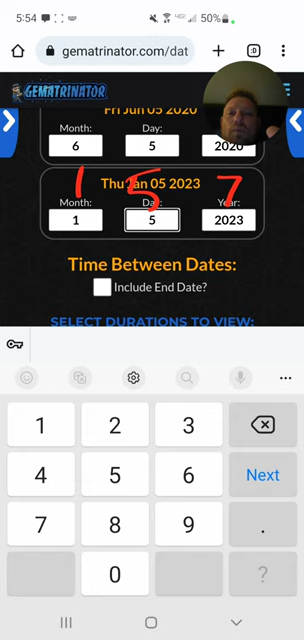 5:54 50%
gematrinator.com/dat
GEMATRINATOR
Fri Jun 05 2020
Month: Day:
6 5 2020
1 5 7
Thu Jan 05 2023
Month: Day: Year:
1 5 2023
Time Between Dates:
Include End Date?
SELECT DURATIONS TO VIEW:
1 2 3
4 5 6 Next
7 8 9 .
0 ?